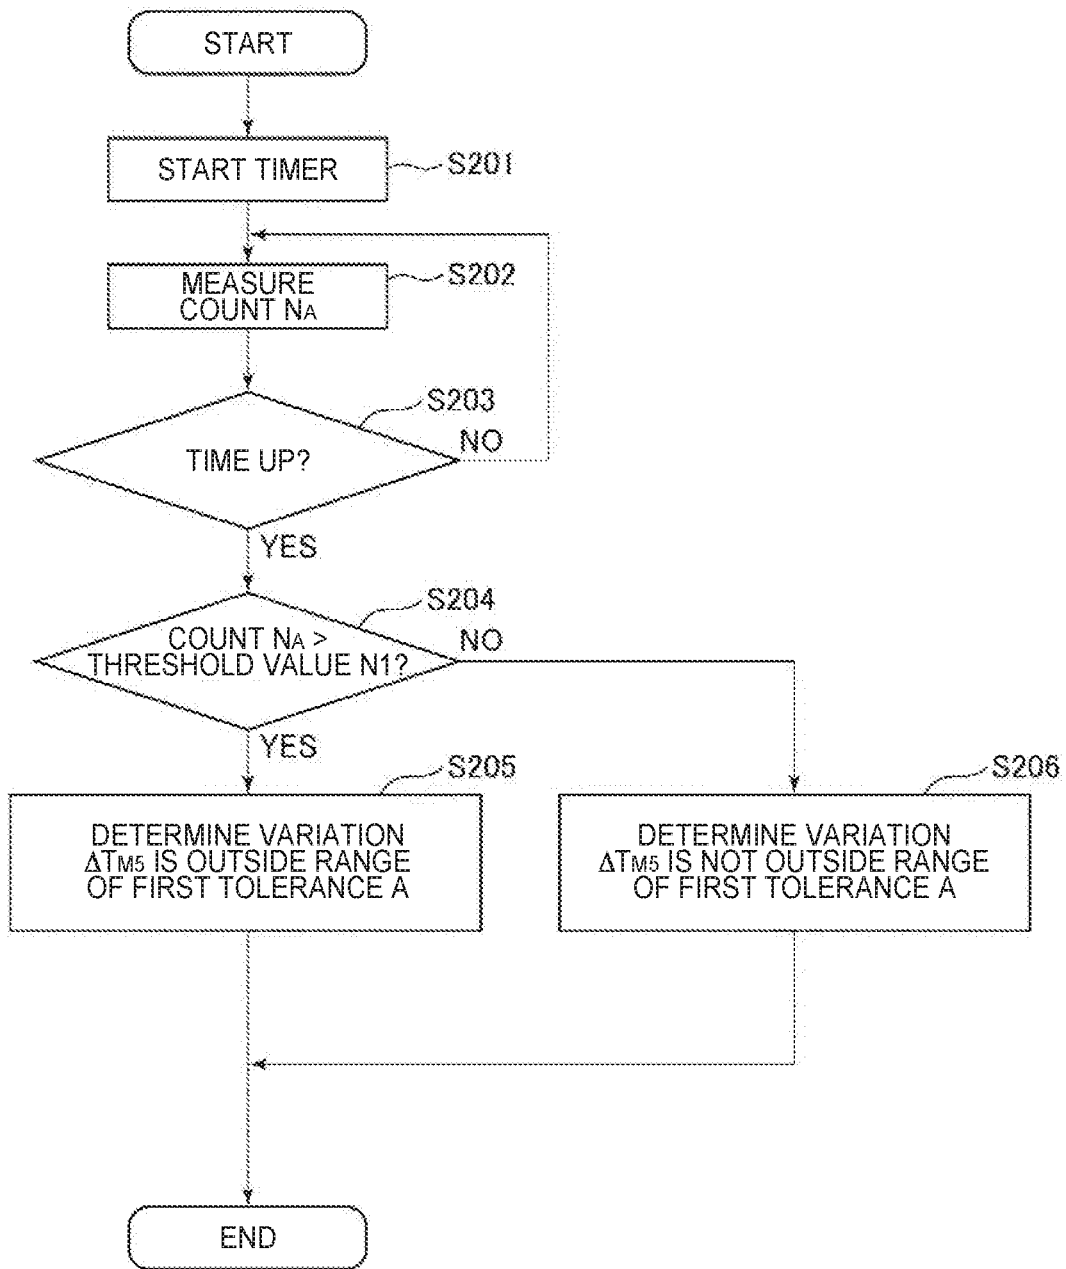 START
START TIMER
S201
MEASURE
COUNT NA
S202
S203
TIME UP?
NO
YES
S204
COUNT NA >
THRESHOLD VALUE N1?
NO
YES
S205
DETERMINE VARIATION
ΔTM5 IS OUTSIDE RANGE
OF FIRST TOLERANCE A
S206
DETERMINE VARIATION
ΔTM5 IS NOT OUTSIDE RANGE
OF FIRST TOLERANCE A
END